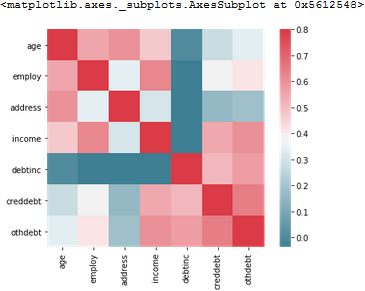 <matplotlib.axes._subplots.AxesSubplot at 0x5612548>
age
employ
address
income
debtinc
creddebt
othdebt
age
employ
address
income
debtinc
creddebt
othdebt
0.8
0.7
0.6
0.5
0.4
0.3
0.2
0.1
0.0